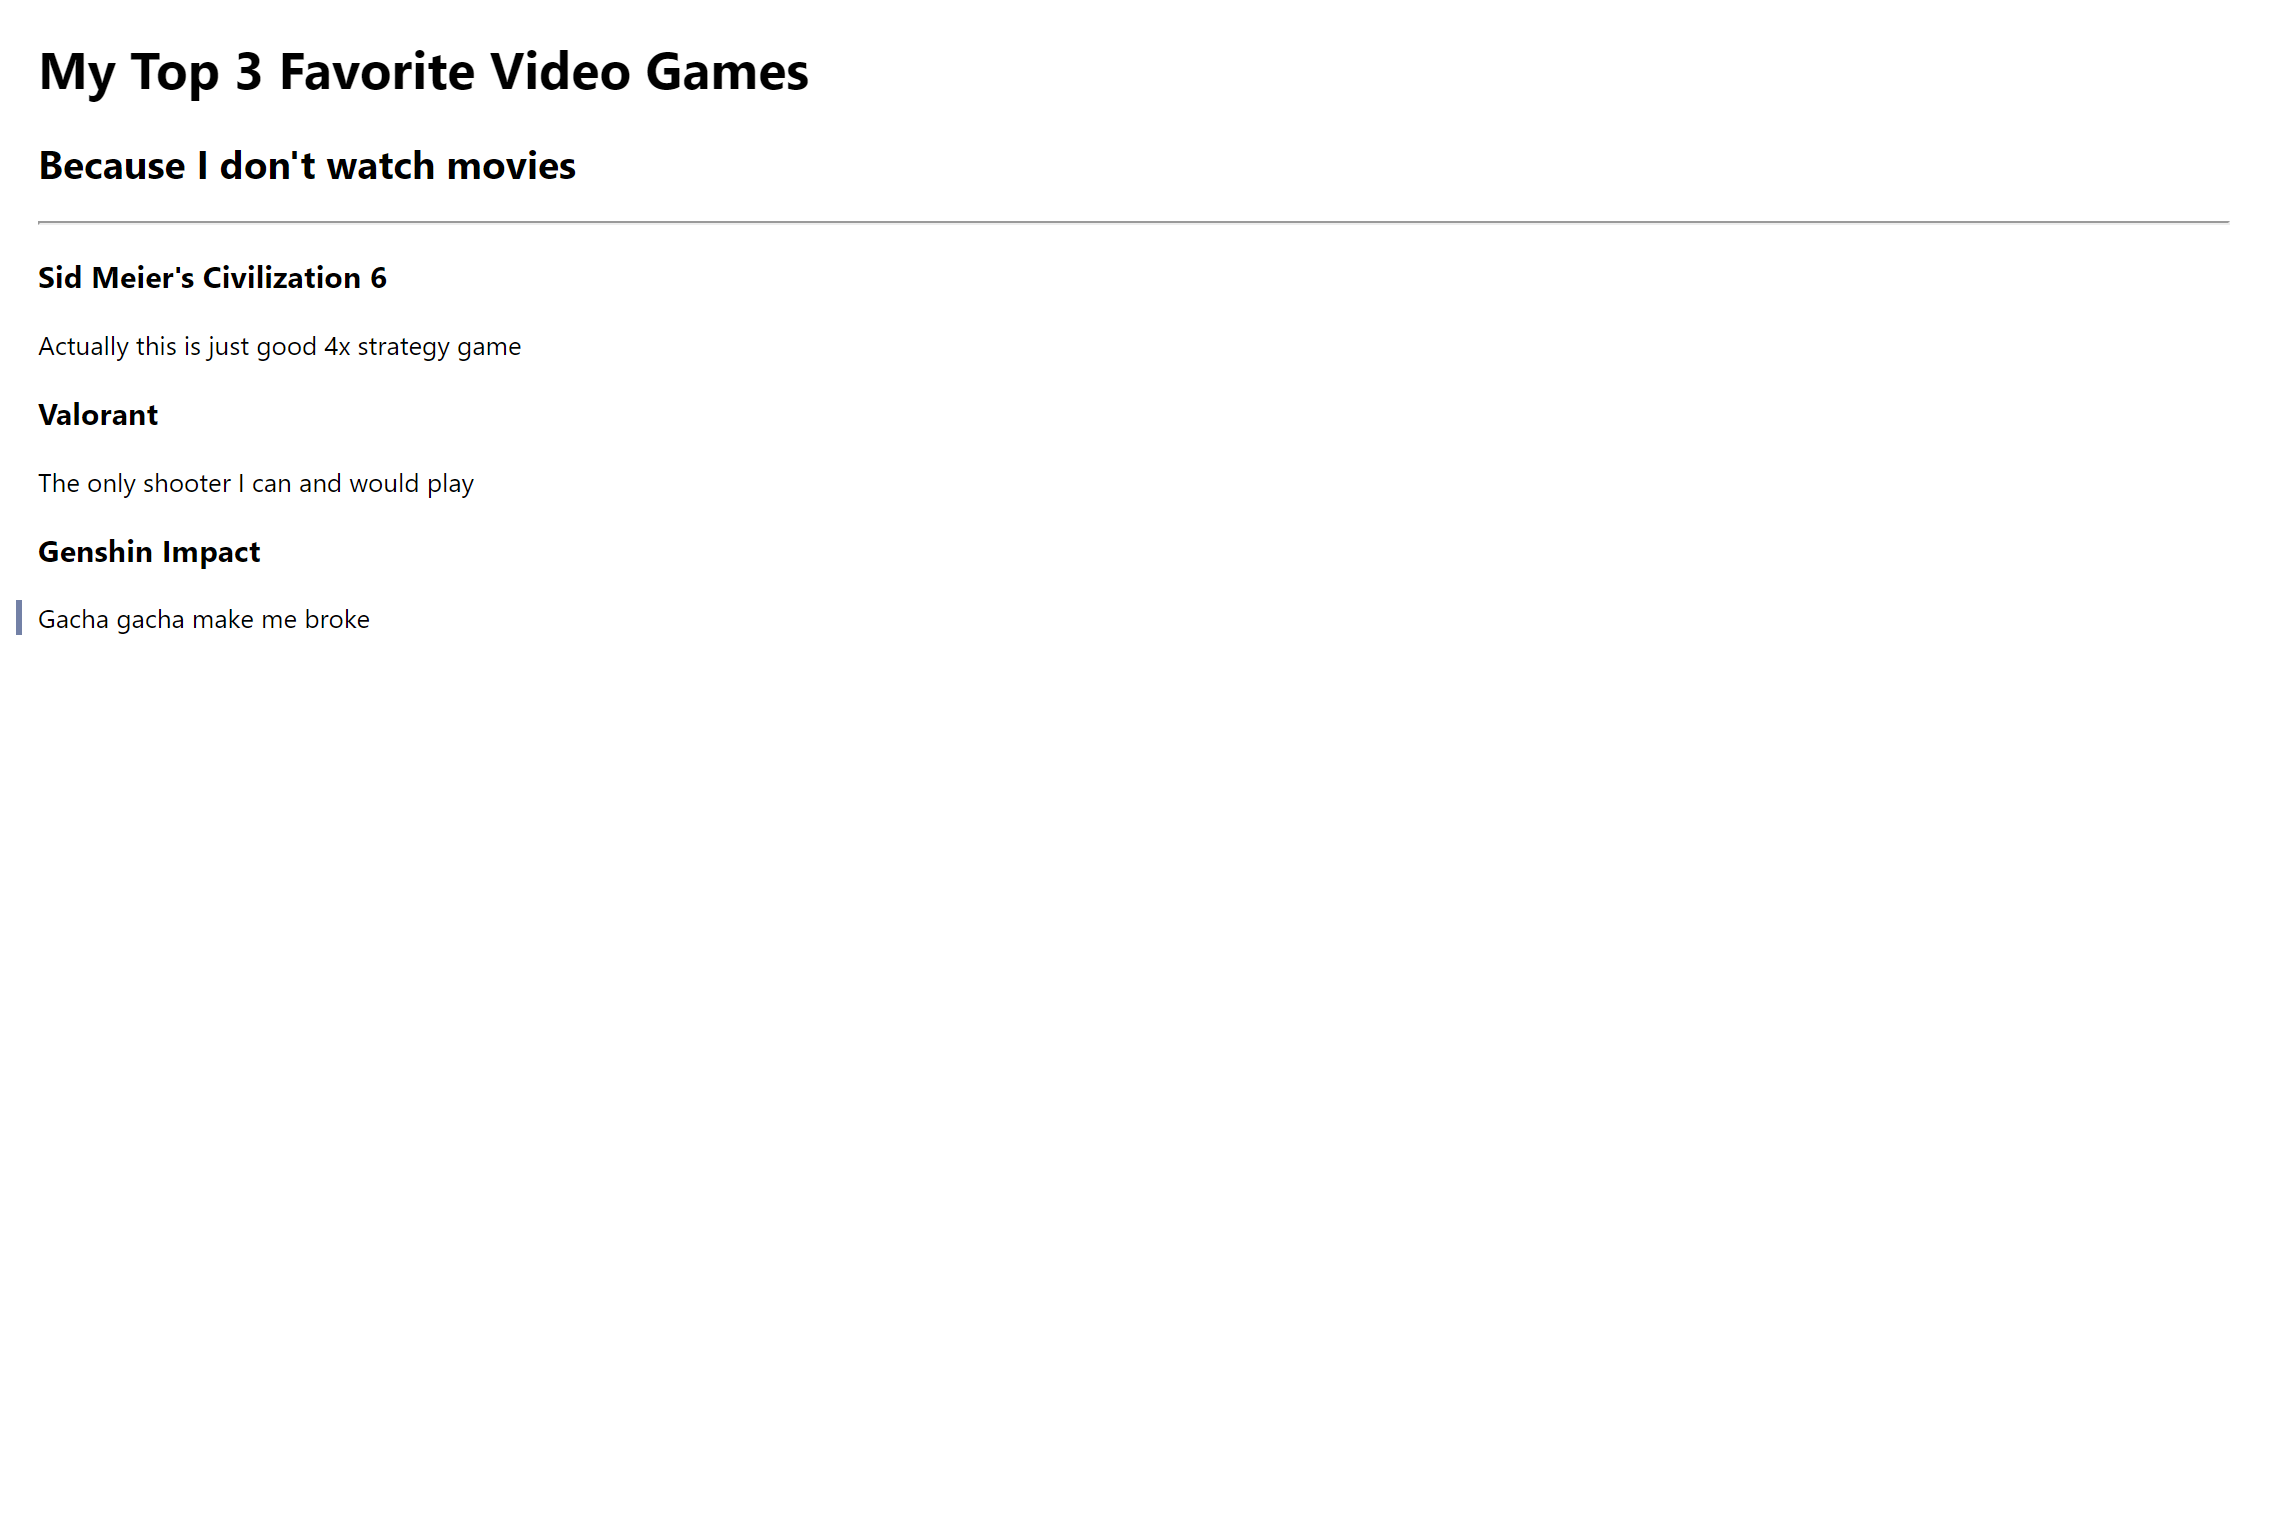 My Top 3 Favorite Video Games
Because I don't watch movies
Sid Meier's Civilization 6
Actually this is just good 4x strategy game
Valorant
The only shooter I can and would play
Genshin Impact
Gacha gacha make me broke